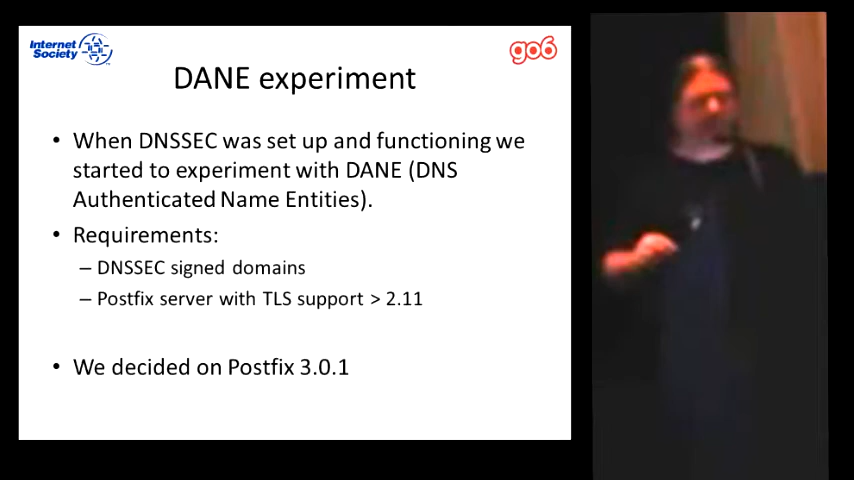 Internet
Society
go6
DANE experiment
• When DNSSEC was set up and functioning we
started to experiment with DANE (DNS
Authenticated Name Entities).
• Requirements:
– DNSSEC signed domains
– Postfix server with TLS support > 2.11
• We decided on Postfix 3.0.1